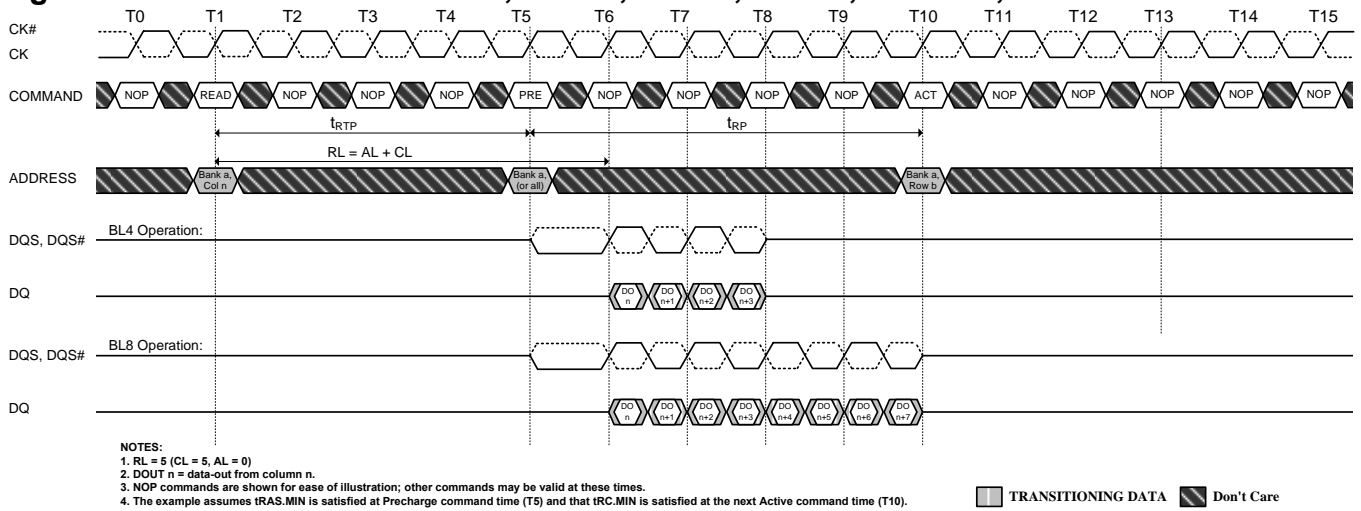 T0 T1 T2 T3 T4 T5 T6 T7 T8 T9 T10 T11 T12 T13 T14 T15
CK#
CK
COMMAND NOP READ NOP NOP NOP PRE NOP NOP NOP NOP ACT NOP NOP NOP NOP NOP
tRTP tRP
RL = AL + CL
ADDRESS Bank a, Col n Bank a, (or all) Bank a, Row b
BL4 Operation:
DQS, DQS#
DQ DO n DO n+1 DO n+2 DO n+3
BL8 Operation:
DQS, DQS#
DQ DO n DO n+1 DO n+2 DO n+3 DO n+4 DO n+5 DO n+6 DO n+7
NOTES:
1. RL = 5 (CL = 5, AL = 0)
2. DOUT n = data-out from column n.
3. NOP commands are shown for ease of illustration; other commands may be valid at these times.
4. The example assumes tRAS.MIN is satisfied at Precharge command time (T5) and that tRC.MIN is satisfied at the next Active command time (T10).
TRANSITIONING DATA Don't Care